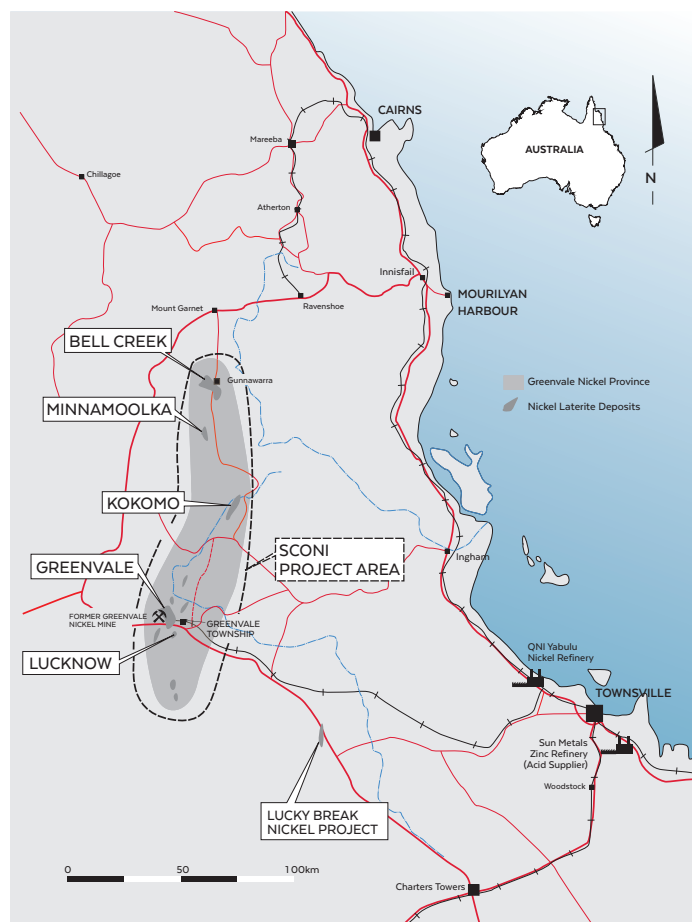 CAIRNS
Mareeba
AUSTRALIA
N
Chillagoe
Atherton
Innisfail
MOURILYAN
HARBOUR
Mount Garnet
Ravenshoe
BELL CREEK
Gunnawarra
Greenvale Nickel Province
Nickel Laterite Deposits
MINNAMOOLKA
KOKOMO
SCONI
PROJECT AREA
Ingham
GREENVALE
FORMER GREENVALE
NICKEL MINE
GREENVALE
TOWNSHIP
LUCKNOW
QNI Yabulu
Nickel Refinery
TOWNSVILLE
Sun Metals
Zinc Refinery
(Acid Supplier)
Woodstock
LUCKY BREAK
NICKEL PROJECT
0 50 100km
Charters Towers